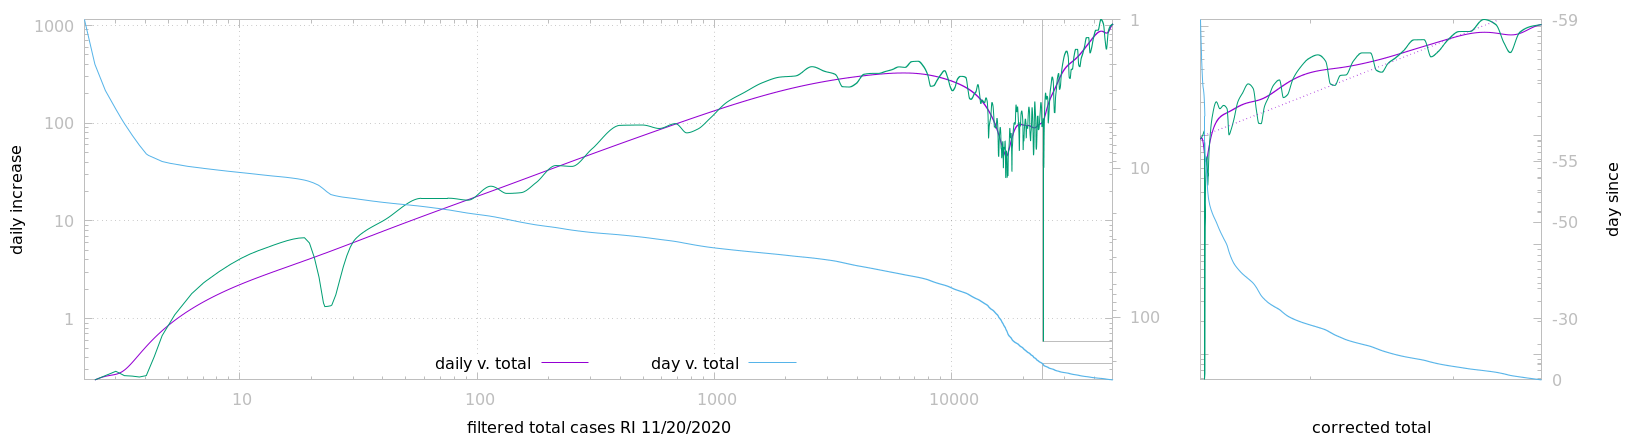 1000
100
10
1
daily increase
10
100
1000
10000
filtered total cases RI 11/20/2020
daily v. total
day v. total
1
10
100
-59
-55
-50
-30
0
day since
corrected total